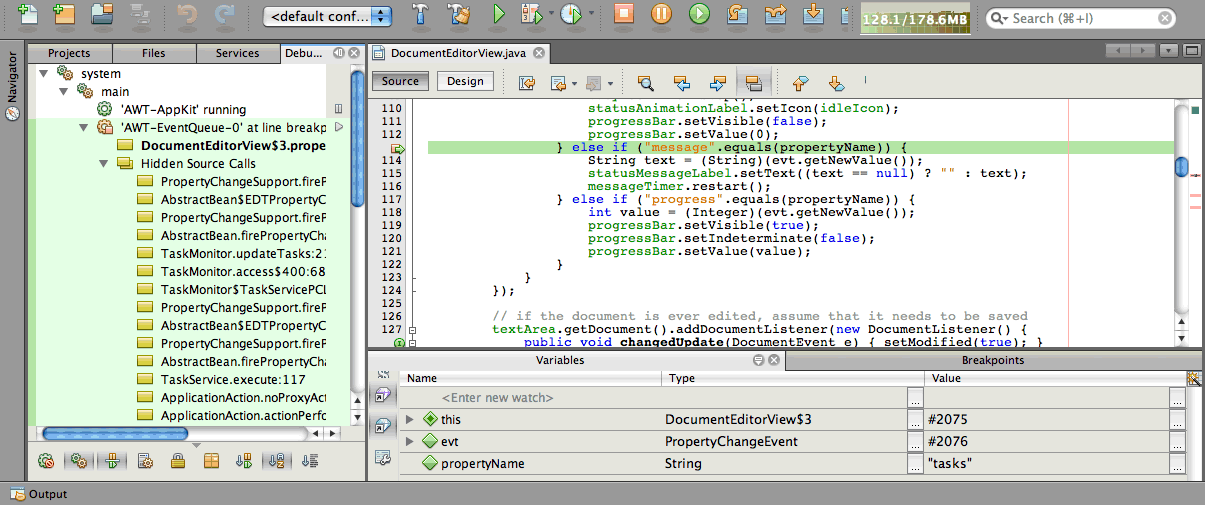 <default conf...
128.1/178.6MB
Search (⌘+I)
Navigator
Projects
Files
Services
Debu...
system
main
'AWT-AppKit' running
'AWT-EventQueue-0' at line breakp
DocumentEditorView$3.prope
Hidden Source Calls
PropertyChangeSupport.fireP
AbstractBean$EDTPropertyC
PropertyChangeSupport.fireP
AbstractBean.firePropertyCha
TaskMonitor.updateTasks:21
TaskMonitor.access$400:68
TaskMonitor$TaskServicePCL
PropertyChangeSupport.fireP
AbstractBean$EDTPropertyC
PropertyChangeSupport.fireP
AbstractBean.firePropertyCha
TaskService.execute:117
ApplicationAction.noProxyAct
ApplicationAction.actionPerfo
DocumentEditorView.java
Source
Design
110 statusAnimationLabel.setIcon(idleIcon);
111 progressBar.setVisible(false);
112 progressBar.setValue(0);
} else if ("message".equals(propertyName)) {
114 String text = (String)(evt.getNewValue());
115 statusMessageLabel.setText((text == null) ? "" : text);
116 messageTimer.restart();
117 } else if ("progress".equals(propertyName)) {
118 int value = (Integer)(evt.getNewValue());
119 progressBar.setVisible(true);
120 progressBar.setIndeterminate(false);
121 progressBar.setValue(value);
122 }
123 }
124 });
125
126 // if the document is ever edited, assume that it needs to be saved
127 textArea.getDocument().addDocumentListener(new DocumentListener() {
public void changedUpdate(DocumentEvent e) { setModified(true); }
Variables
Breakpoints
Name Type Value
<Enter new watch> ... ...
this DocumentEditorView$3 ... #2075 ...
evt PropertyChangeEvent ... #2076 ...
propertyName String ... "tasks" ...
Output